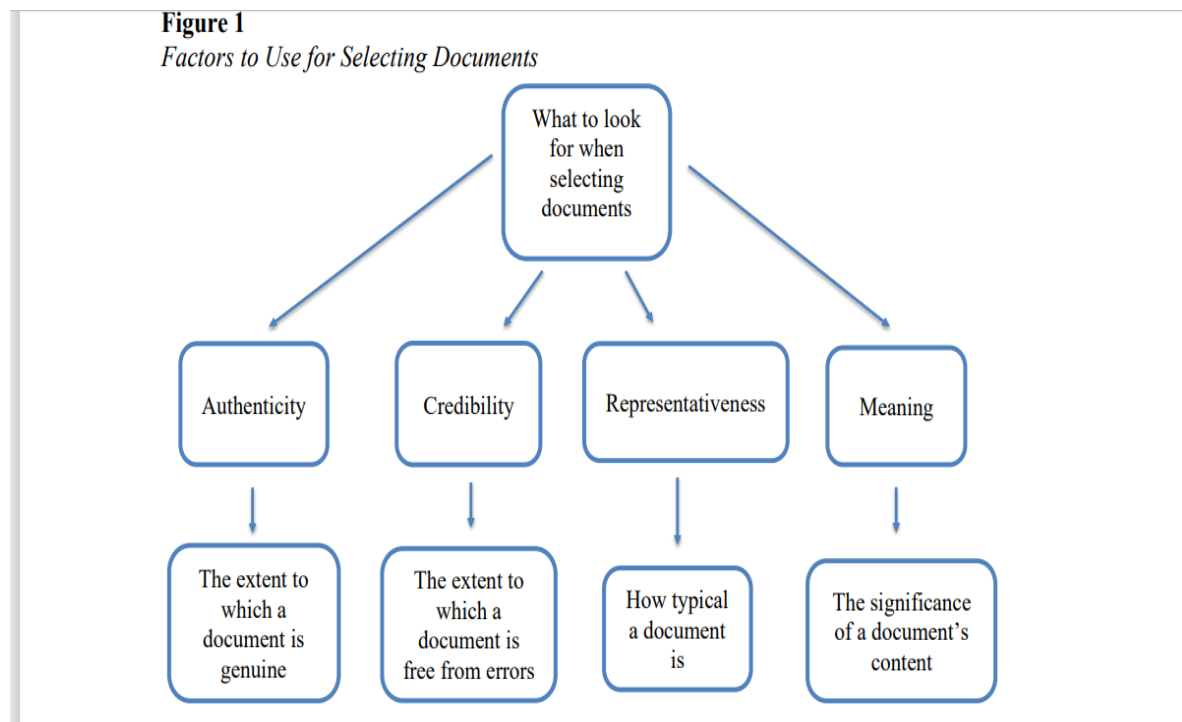 Figure 1
Factors to Use for Selecting Documents
What to look
for when
selecting
documents
Authenticity
Credibility
Representativeness
Meaning
The extent to
which a
document is
genuine
The extent to
which a
document is
free from errors
How typical
a document
is
The significance
of a document’s
content